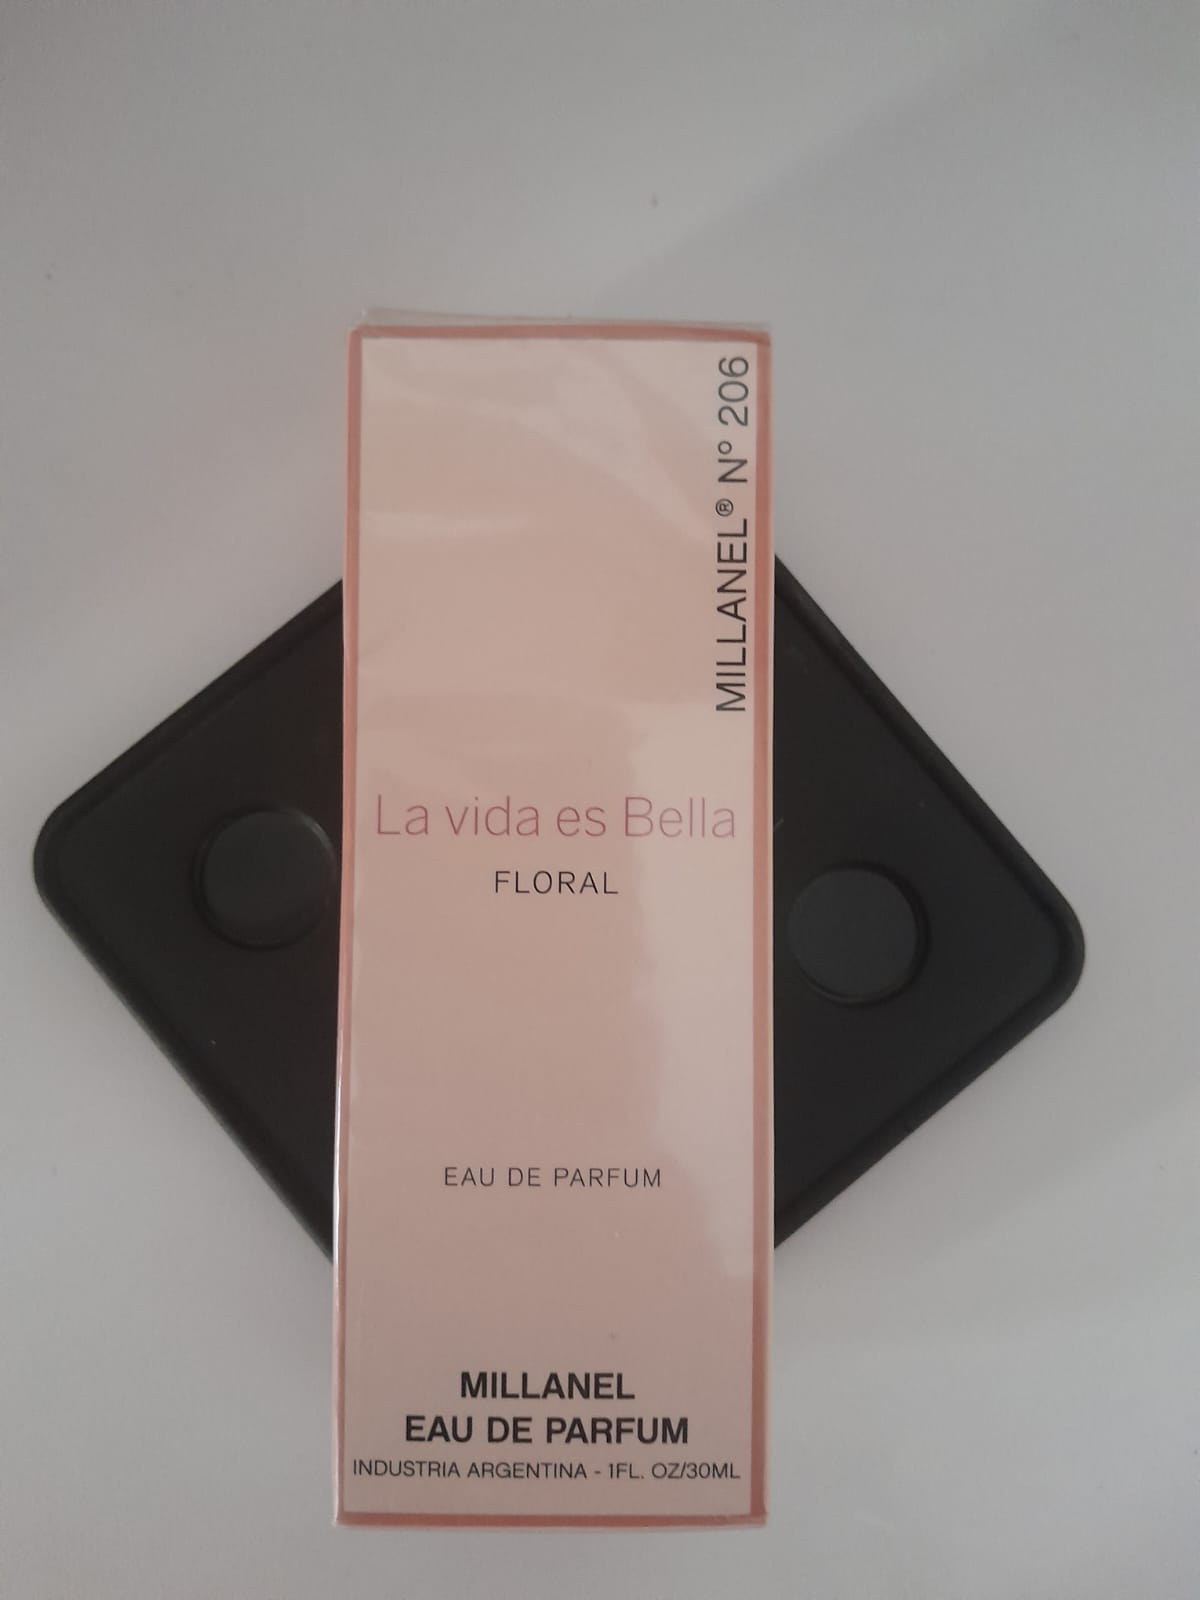 MILLANEL® Nº 206
La vida es Bella
FLORAL
EAU DE PARFUM
MILLANEL
EAU DE PARFUM
INDUSTRIA ARGENTINA - 1FL. OZ/30ML